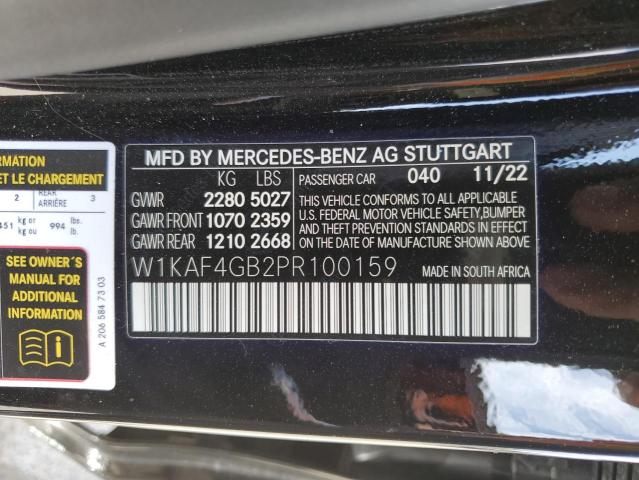 RMATION
ET LE CHARGEMENT
2 REAR ARRIÈRE 3
451 kg or kg ou 994 lbs. lb.
SEE OWNER'S
MANUAL FOR
ADDITIONAL
INFORMATION
A 206 584 73 03
MFD BY MERCEDES-BENZ AG STUTTGART
KG LBS
GVWR 2280 5027
GAWR FRONT 1070 2359
GAWR REAR 1210 2668
PASSENGER CAR 040 11/22
THIS VEHICLE CONFORMS TO ALL APPLICABLE
U.S. FEDERAL MOTOR VEHICLE SAFETY, BUMPER
AND THEFT PREVENTION STANDARDS IN EFFECT
ON THE DATE OF MANUFACTURE SHOWN ABOVE.
W1KAF4GB2PR100159
MADE IN SOUTH AFRICA